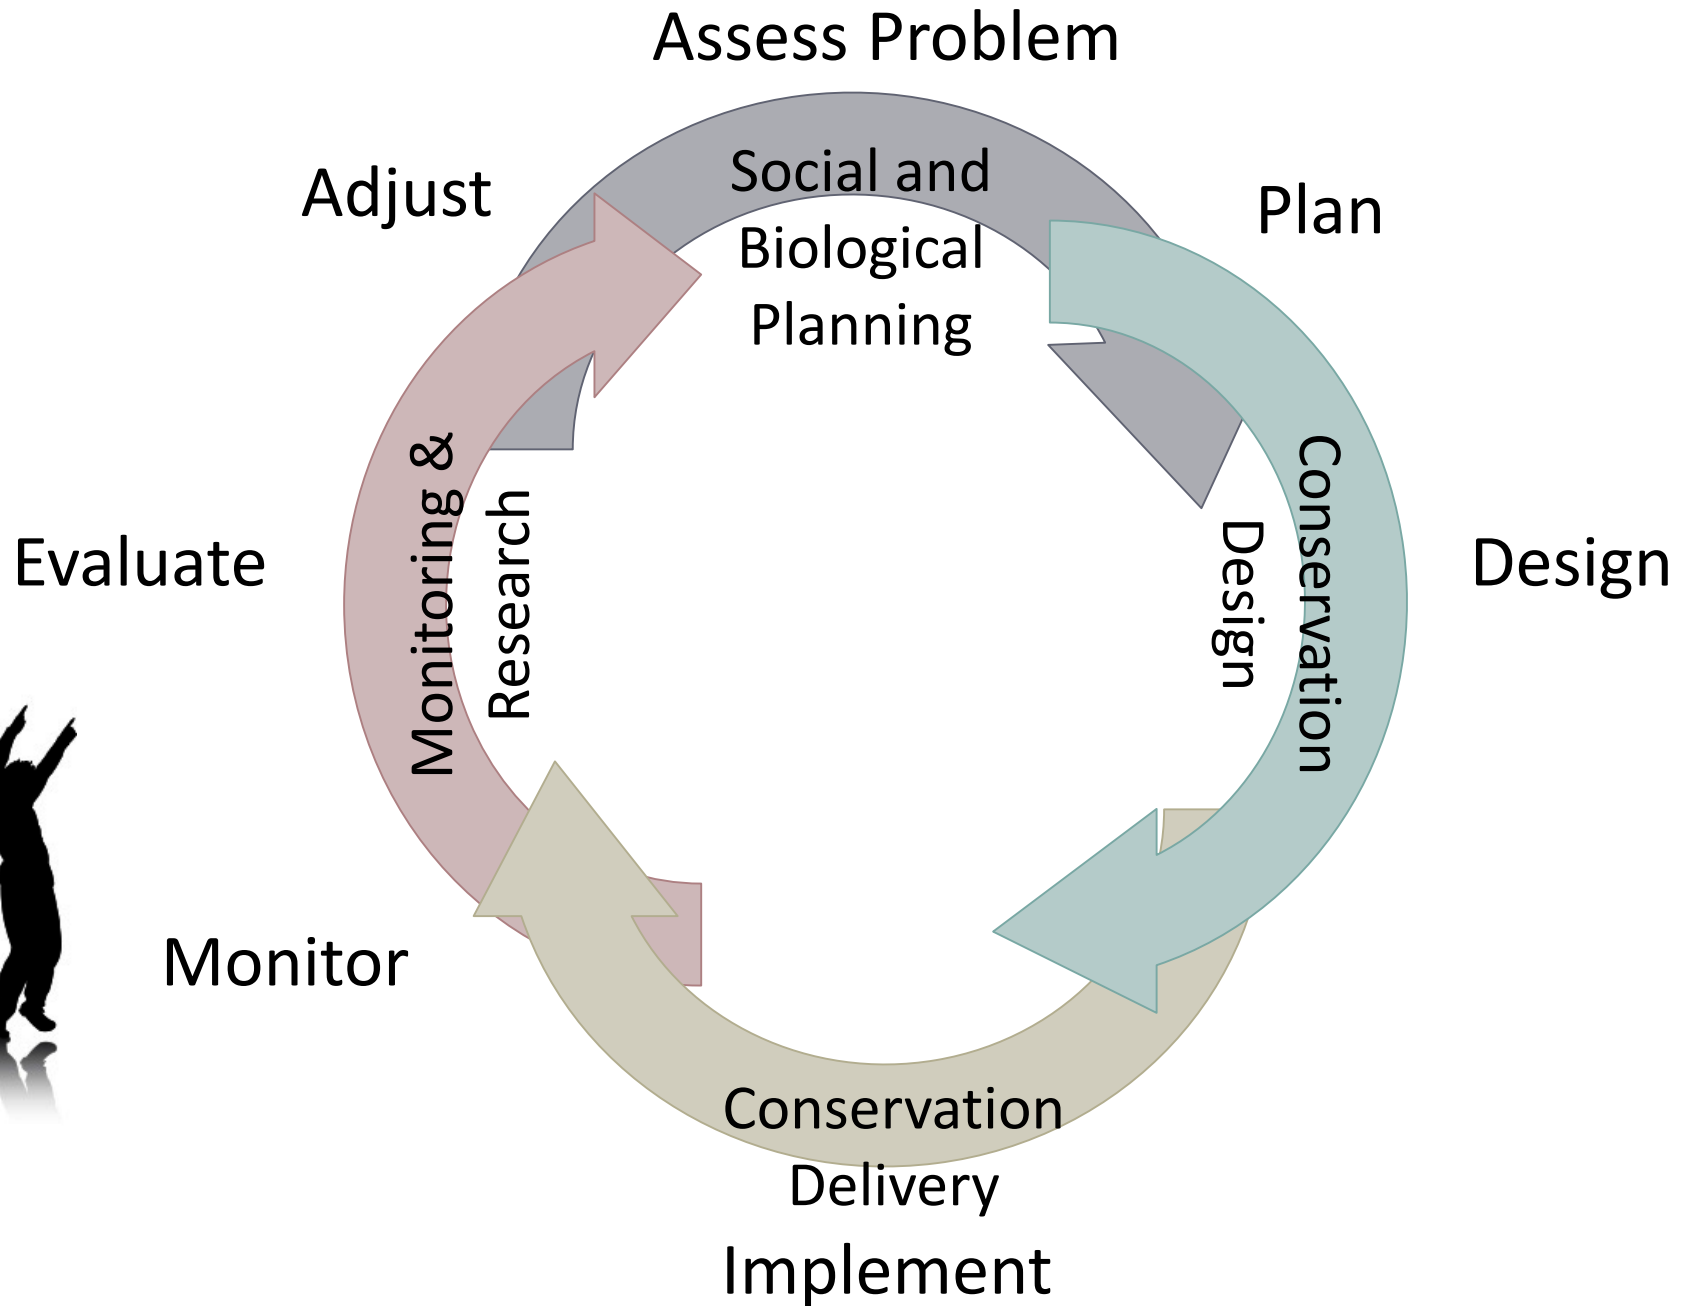 Assess Problem
Social and
Biological
Planning
Adjust
Plan
Monitoring &
Research
Conservation
Design
Evaluate
Design
Monitor
Conservation
Delivery
Implement